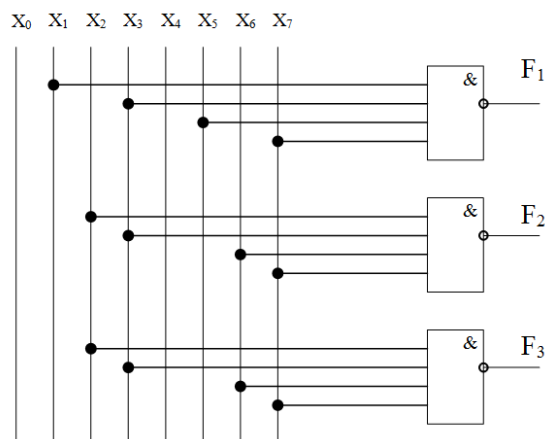 X₀ X₁ X₂ X₃ X₄ X₅ X₆ X₇
& F₁
& F₂
& F₃